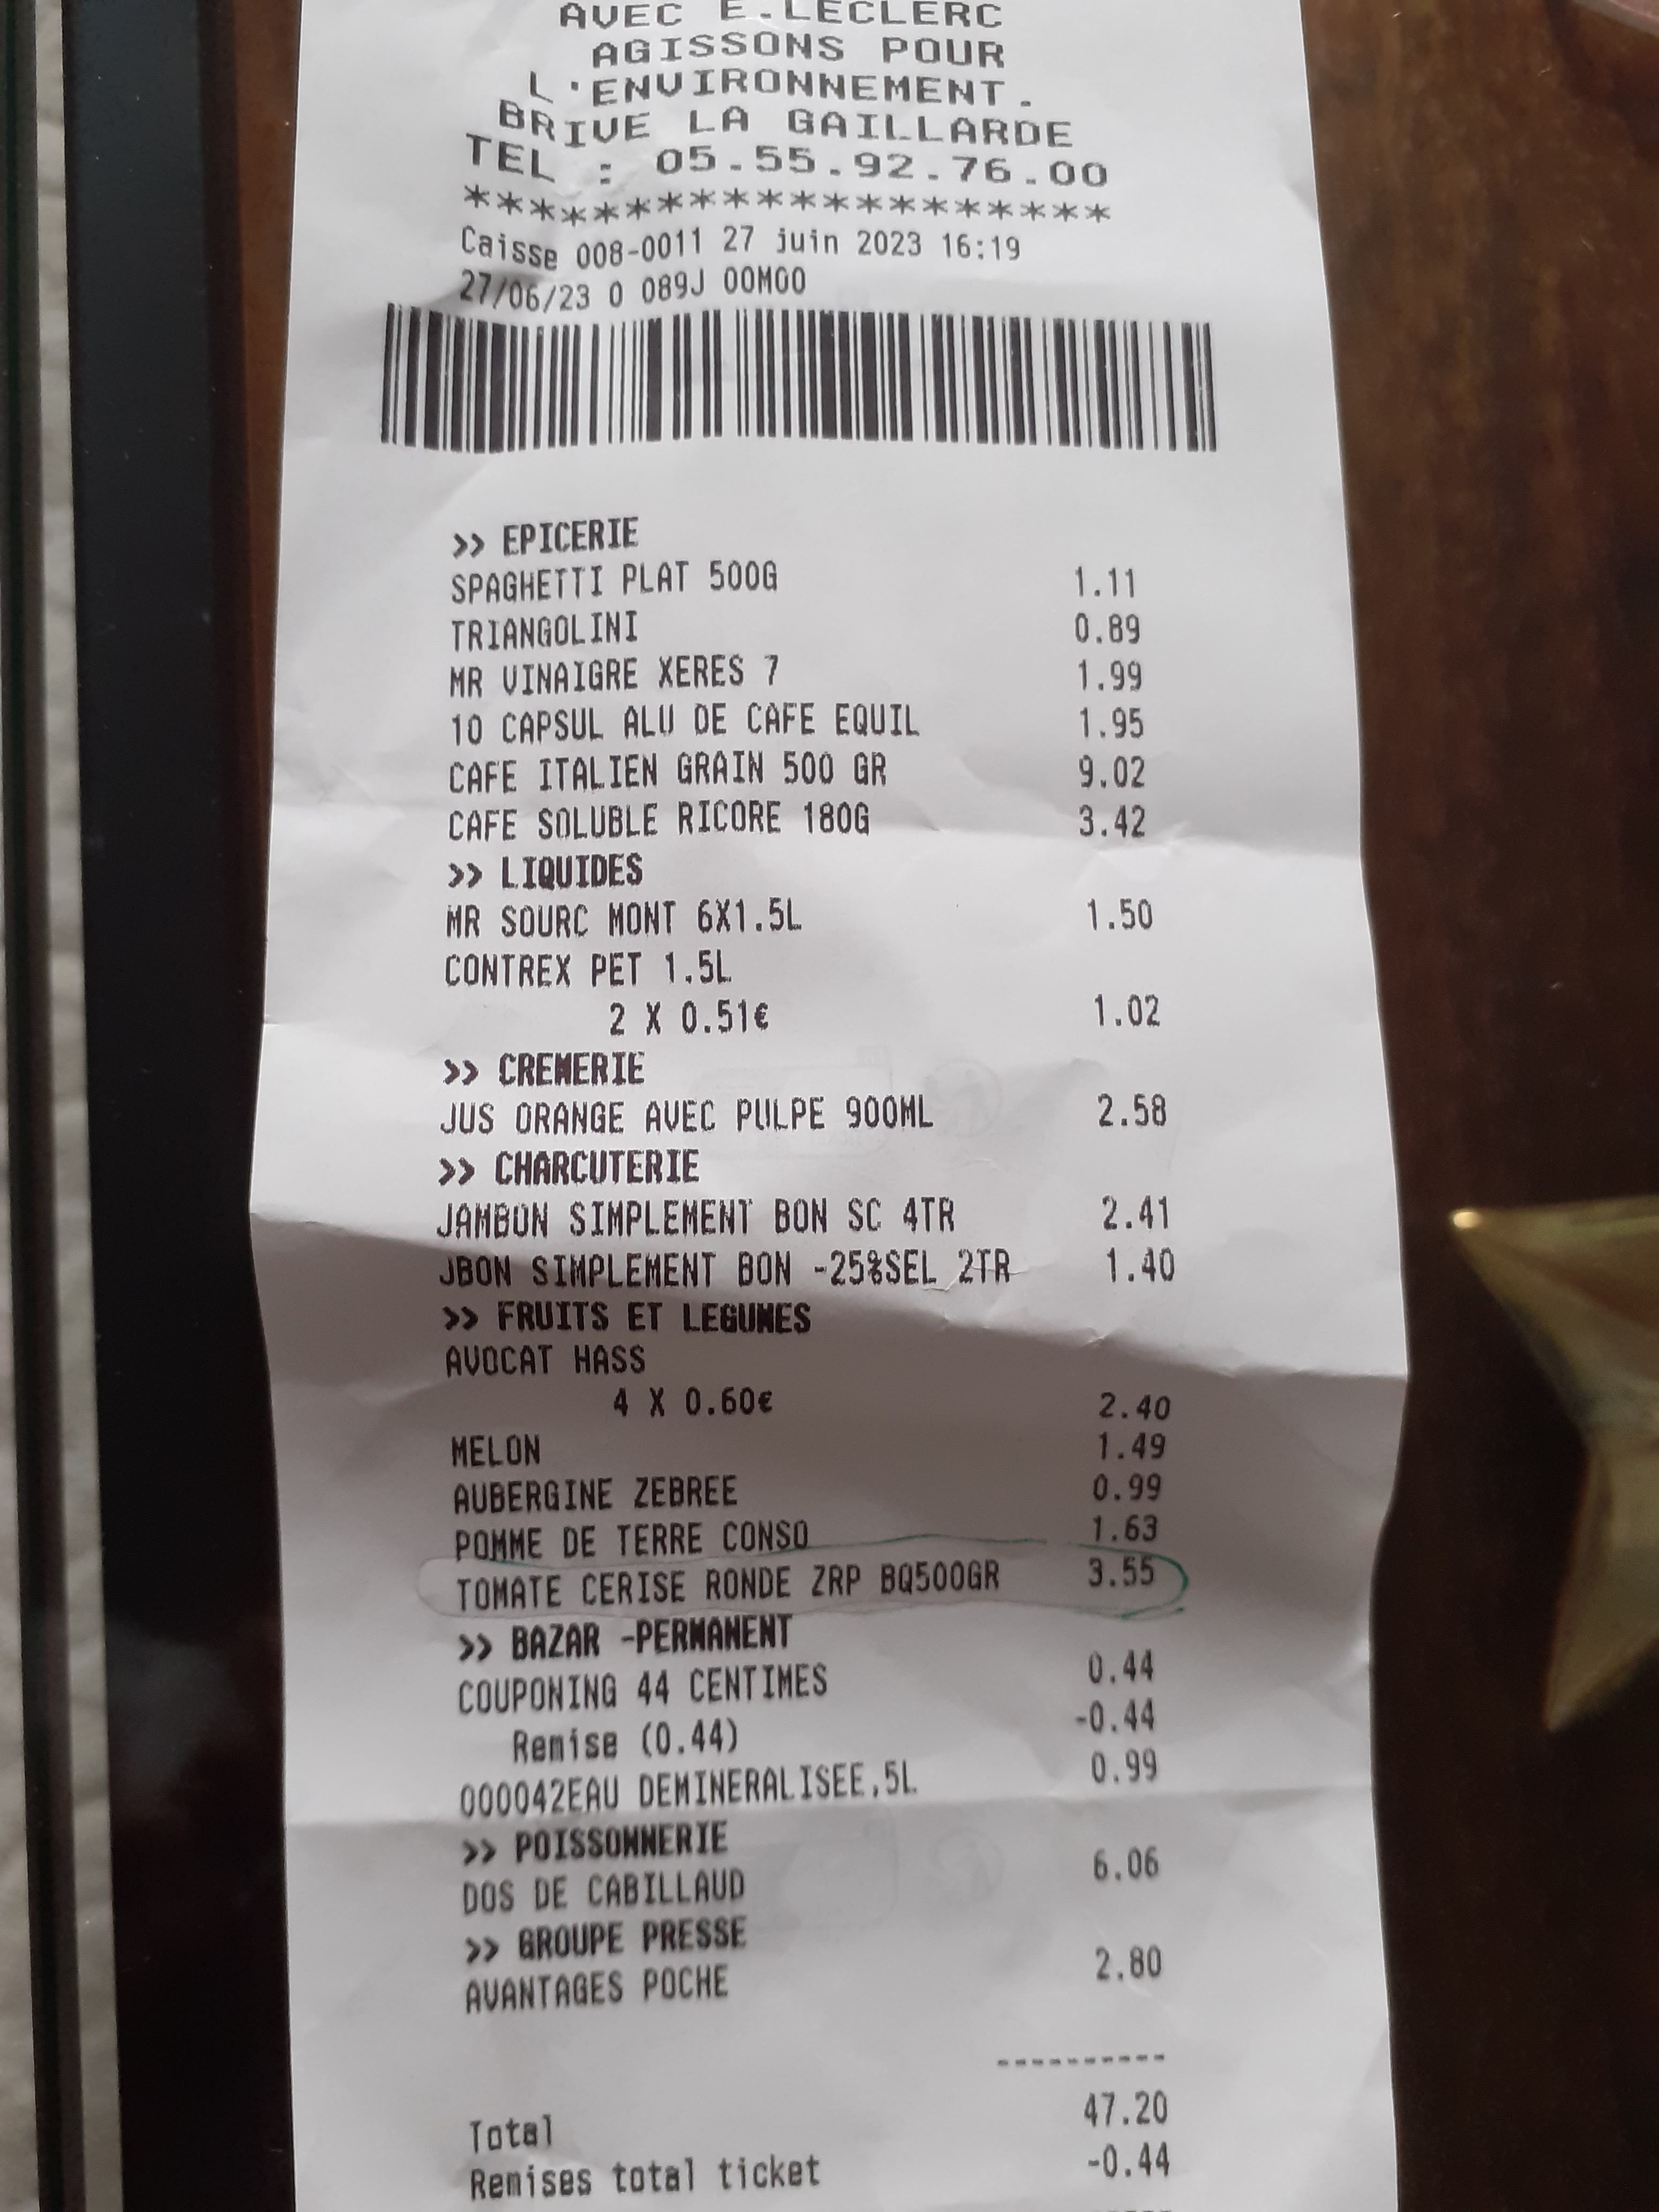 AVEC E.LECLERC
AGISSONS POUR
L'ENVIRONNEMENT.
BRIVE LA GAILLARDE
TEL : 05.55.92.76.00
********************
Caisse 008-0011 27 juin 2023 16:19
27/06/23 0 089J 00M00
>> EPICERIE
SPAGHETTI PLAT 500G 1.11
TRIANGOLINI 0.89
MR VINAIGRE XERES 7 1.99
10 CAPSUL ALU DE CAFE EQUIL 1.95
CAFE ITALIEN GRAIN 500 GR 9.02
CAFE SOLUBLE RICORE 180G 3.42
>> LIQUIDES
MR SOURC MONT 6X1.5L 1.50
CONTREX PET 1.5L
2 X 0.51€ 1.02
>> CREMERIE
JUS ORANGE AVEC PULPE 900ML 2.58
>> CHARCUTERIE
JAMBON SIMPLEMENT BON SC 4TR 2.41
JBON SIMPLEMENT BON -25%SEL 2TR 1.40
>> FRUITS ET LEGUMES
AVOCAT HASS
4 X 0.60€ 2.40
MELON 1.49
AUBERGINE ZEBREE 0.99
POMME DE TERRE CONSO 1.63
TOMATE CERISE RONDE ZRP BQ500GR 3.55
>> BAZAR -PERMANENT
COUPONING 44 CENTIMES 0.44
Remise (0.44) -0.44
000042EAU DEMINERALISEE,5L 0.99
>> POISSONNERIE
DOS DE CABILLAUD 6.06
>> GROUPE PRESSE
AVANTAGES POCHE 2.80
----------
Total 47.20
Remises total ticket -0.44